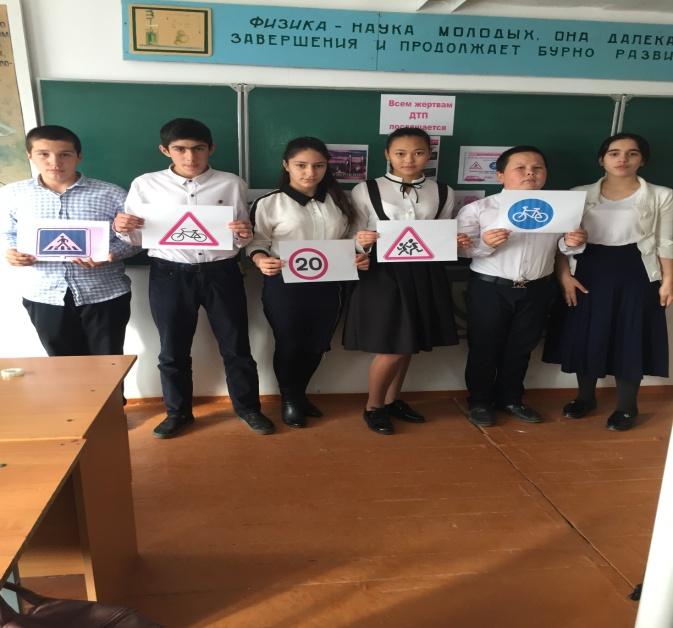 ФИЗИКА - НАУКА МОЛОДЫХ. ОНА ДАЛЕКА
ЗАВЕРШЕНИЯ И ПРОДОЛЖАЕТ БУРНО РАЗВИ
Всем жертвам
ДТП
посвящается
20